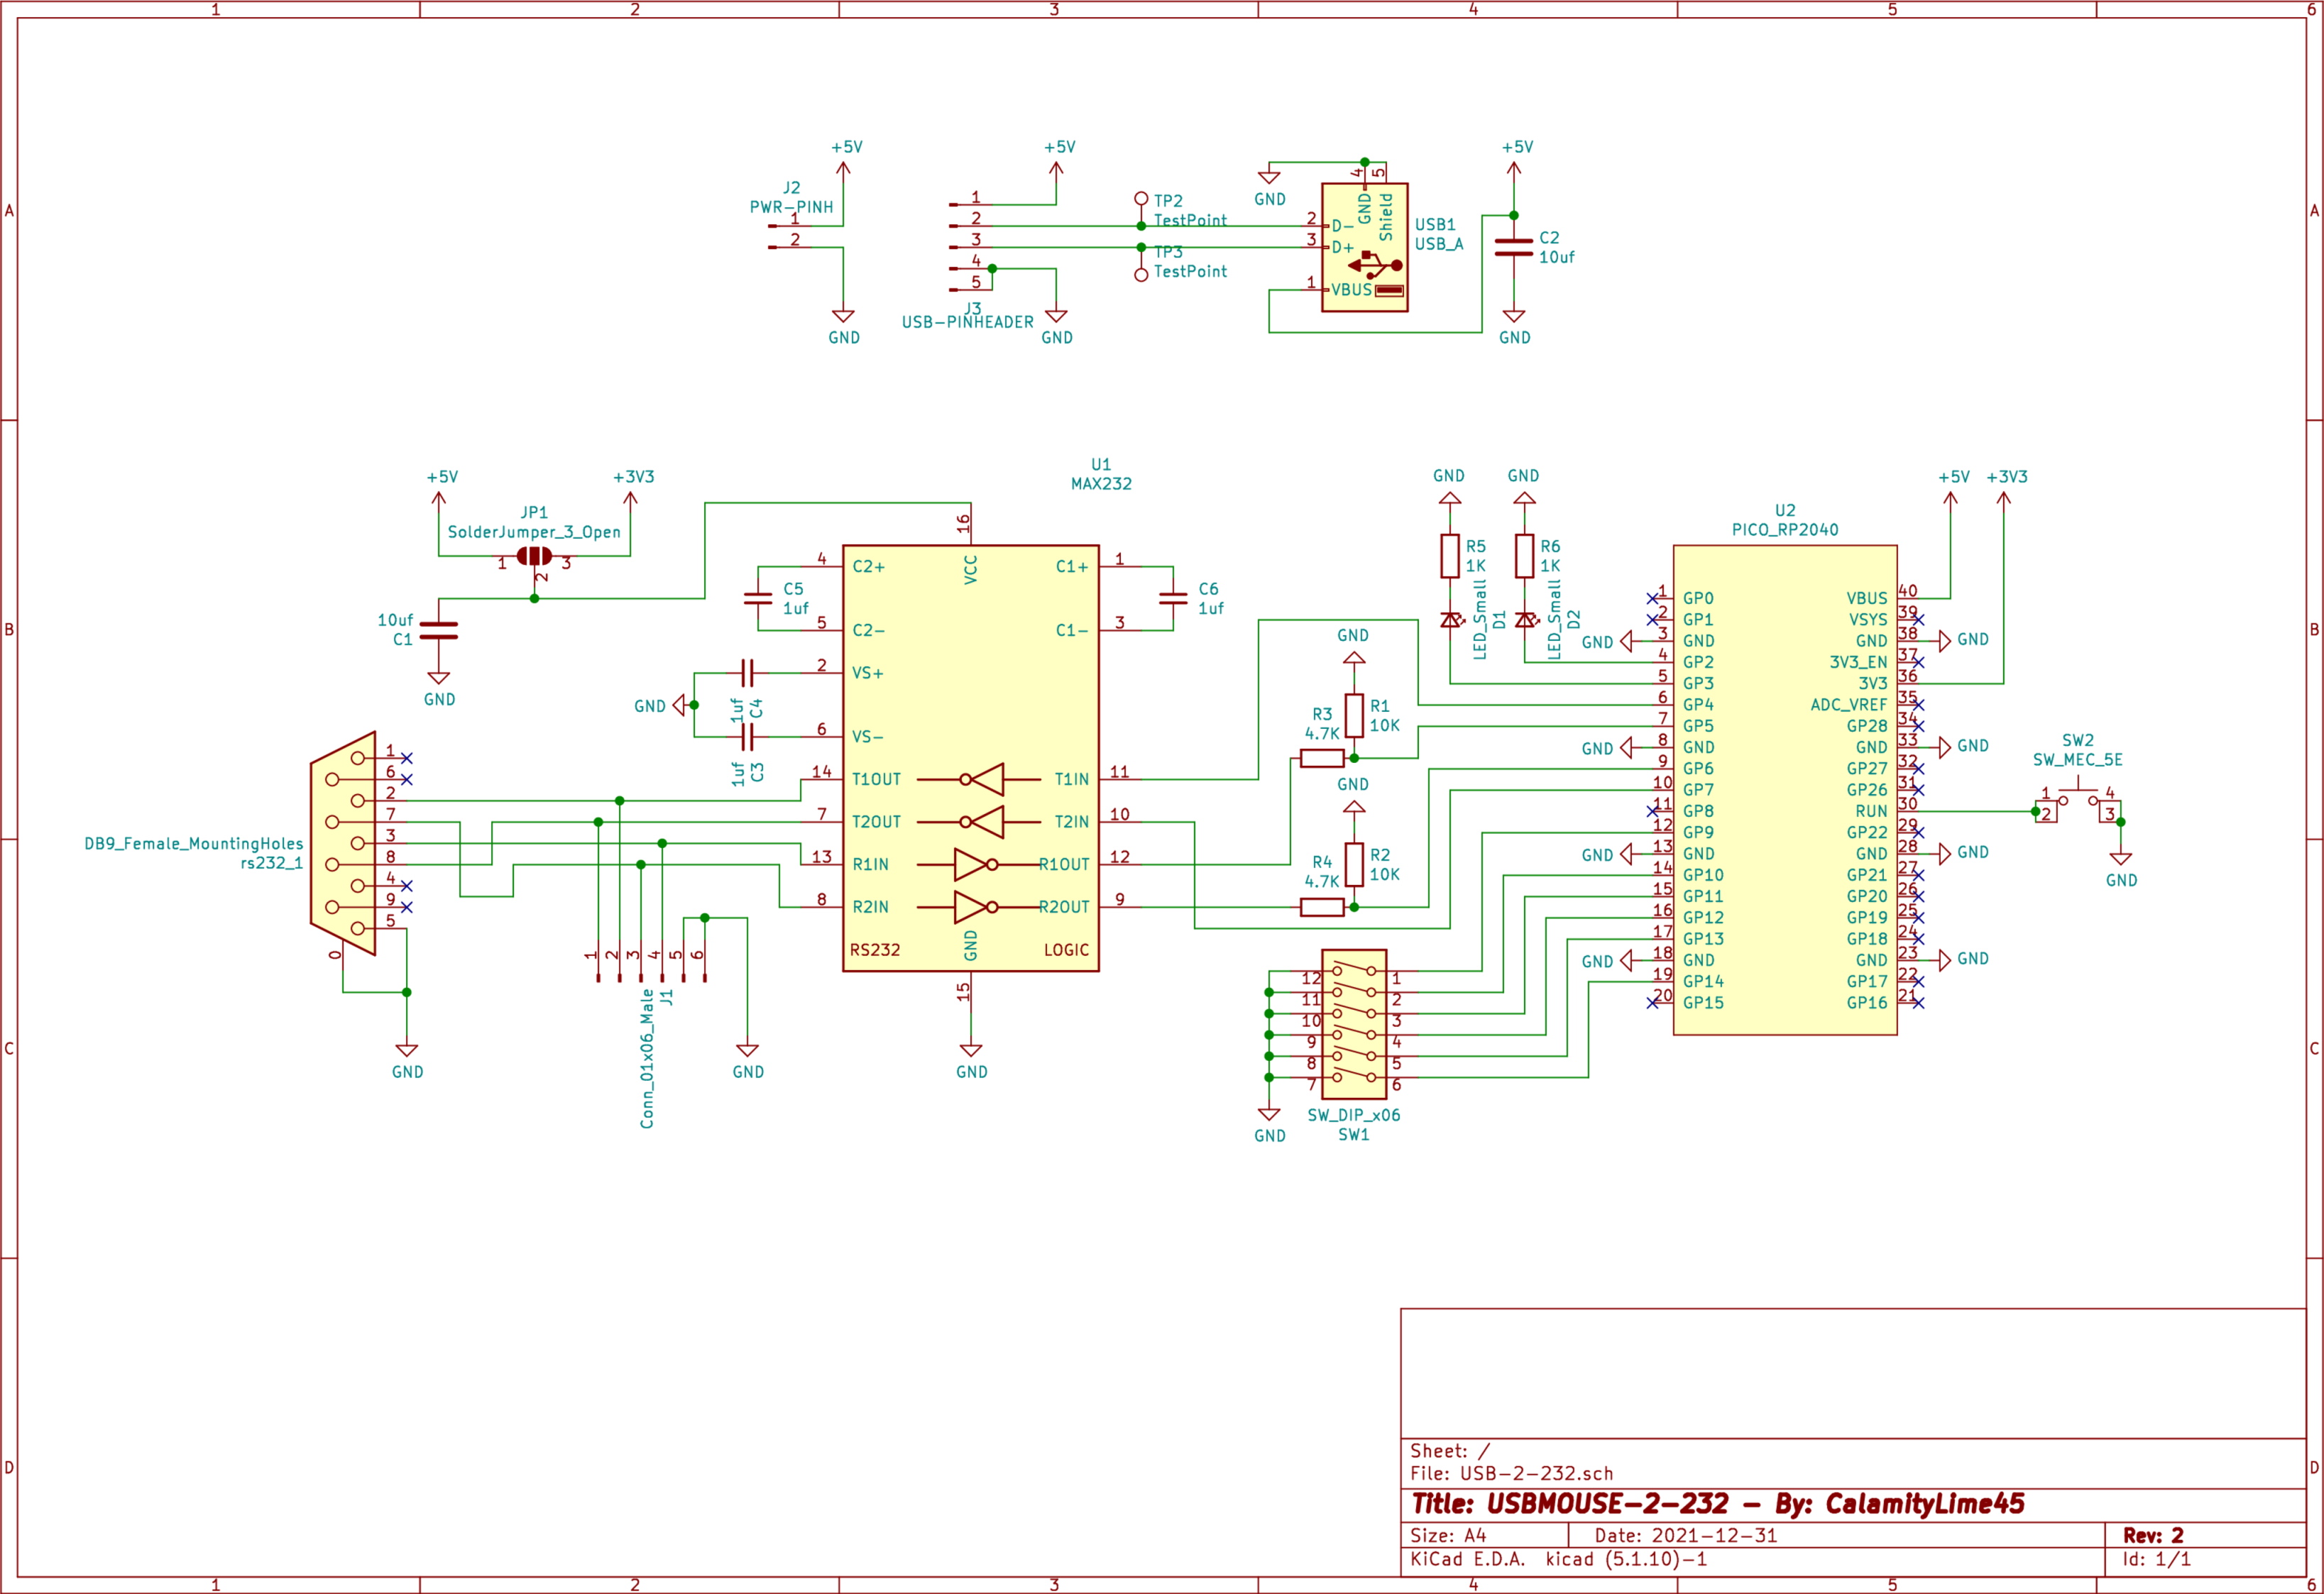 1 2 3 4 5 6
A
A
+5V
+5V
+5V
J2
PWR-PINH
1
2
GND
1
2
3
4
5
J3
USB-PINHEADER
GND
TP2
TestPoint
TP3
TestPoint
GND
4
5
GND
Shield
2
D-
3
D+
1
VBUS
USB1
USB_A
C2
10uf
GND
B
B
+5V
+3V3
JP1
SolderJumper_3_Open
1
2
3
10uf
C1
GND
U1
MAX232
16
VCC
4
C2+
5
C2-
2
VS+
6
VS-
14
T1OUT
7
T2OUT
13
R1IN
8
R2IN
RS232
C1+
1
C1-
3
T1IN
11
T2IN
10
R1OUT
12
R2OUT
9
LOGIC
GND
15
GND
C5
1uf
C6
1uf
GND
1uf
C4
1uf
C3
DB9_Female_MountingHoles
rs232_1
1
6
2
7
3
8
4
9
5
0
GND
1
2
3
4
5
6
Conn_01x06_Male
J1
GND
GND
GND
R5
1K
R6
1K
LED_Small
D1
LED_Small
D2
GND
R1
10K
R3
4.7K
GND
R2
10K
R4
4.7K
U2
PICO_RP2040
+5V
+3V3
1 GP0
2 GP1
GND 3 GND
4 GP2
5 GP3
6 GP4
7 GP5
GND 8 GND
9 GP6
10 GP7
11 GP8
12 GP9
GND 13 GND
14 GP10
15 GP11
16 GP12
17 GP13
GND 18 GND
19 GP14
20 GP15
VBUS 40
VSYS 39
GND 38 GND
3V3_EN 37
3V3 36
ADC_VREF 35
GP28 34
GND 33 GND
GP27 32
GP26 31
RUN 30
GP22 29
GND 28 GND
GP21 27
GP20 26
GP19 25
GP18 24
GND 23 GND
GP17 22
GP16 21
SW2
SW_MEC_5E
1
2
4
3
GND
12 1
11 2
10 3
9 4
8 5
7 6
SW_DIP_x06
SW1
GND
C
C
D
D
Sheet: /
File: USB-2-232.sch
Title: USBMOUSE-2-232 - By: CalamityLime45
Size: A4
Date: 2021-12-31
Rev: 2
KiCad E.D.A. kicad (5.1.10)-1
Id: 1/1
1 2 3 4 5 6